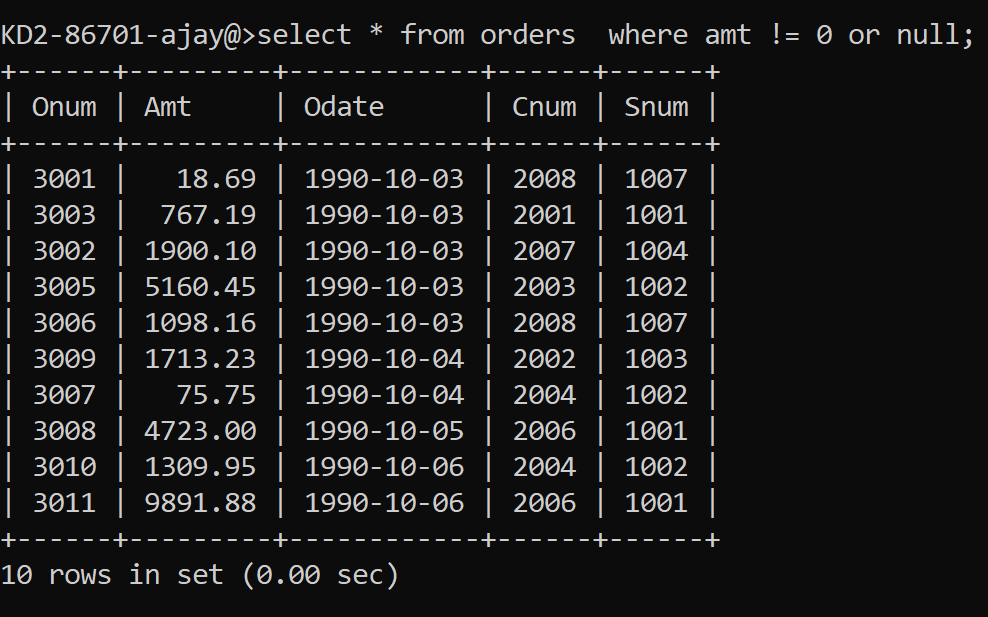 KD2-86701-ajay@>select * from orders  where amt != 0 or null;
+------+---------+------------+------+------+
| Onum | Amt     | Odate      | Cnum | Snum |
+------+---------+------------+------+------+
| 3001 |   18.69 | 1990-10-03 | 2008 | 1007 |
| 3003 |  767.19 | 1990-10-03 | 2001 | 1001 |
| 3002 | 1900.10 | 1990-10-03 | 2007 | 1004 |
| 3005 | 5160.45 | 1990-10-03 | 2003 | 1002 |
| 3006 | 1098.16 | 1990-10-03 | 2008 | 1007 |
| 3009 | 1713.23 | 1990-10-04 | 2002 | 1003 |
| 3007 |   75.75 | 1990-10-04 | 2004 | 1002 |
| 3008 | 4723.00 | 1990-10-05 | 2006 | 1001 |
| 3010 | 1309.95 | 1990-10-06 | 2004 | 1002 |
| 3011 | 9891.88 | 1990-10-06 | 2006 | 1001 |
+------+---------+------------+------+------+
10 rows in set (0.00 sec)